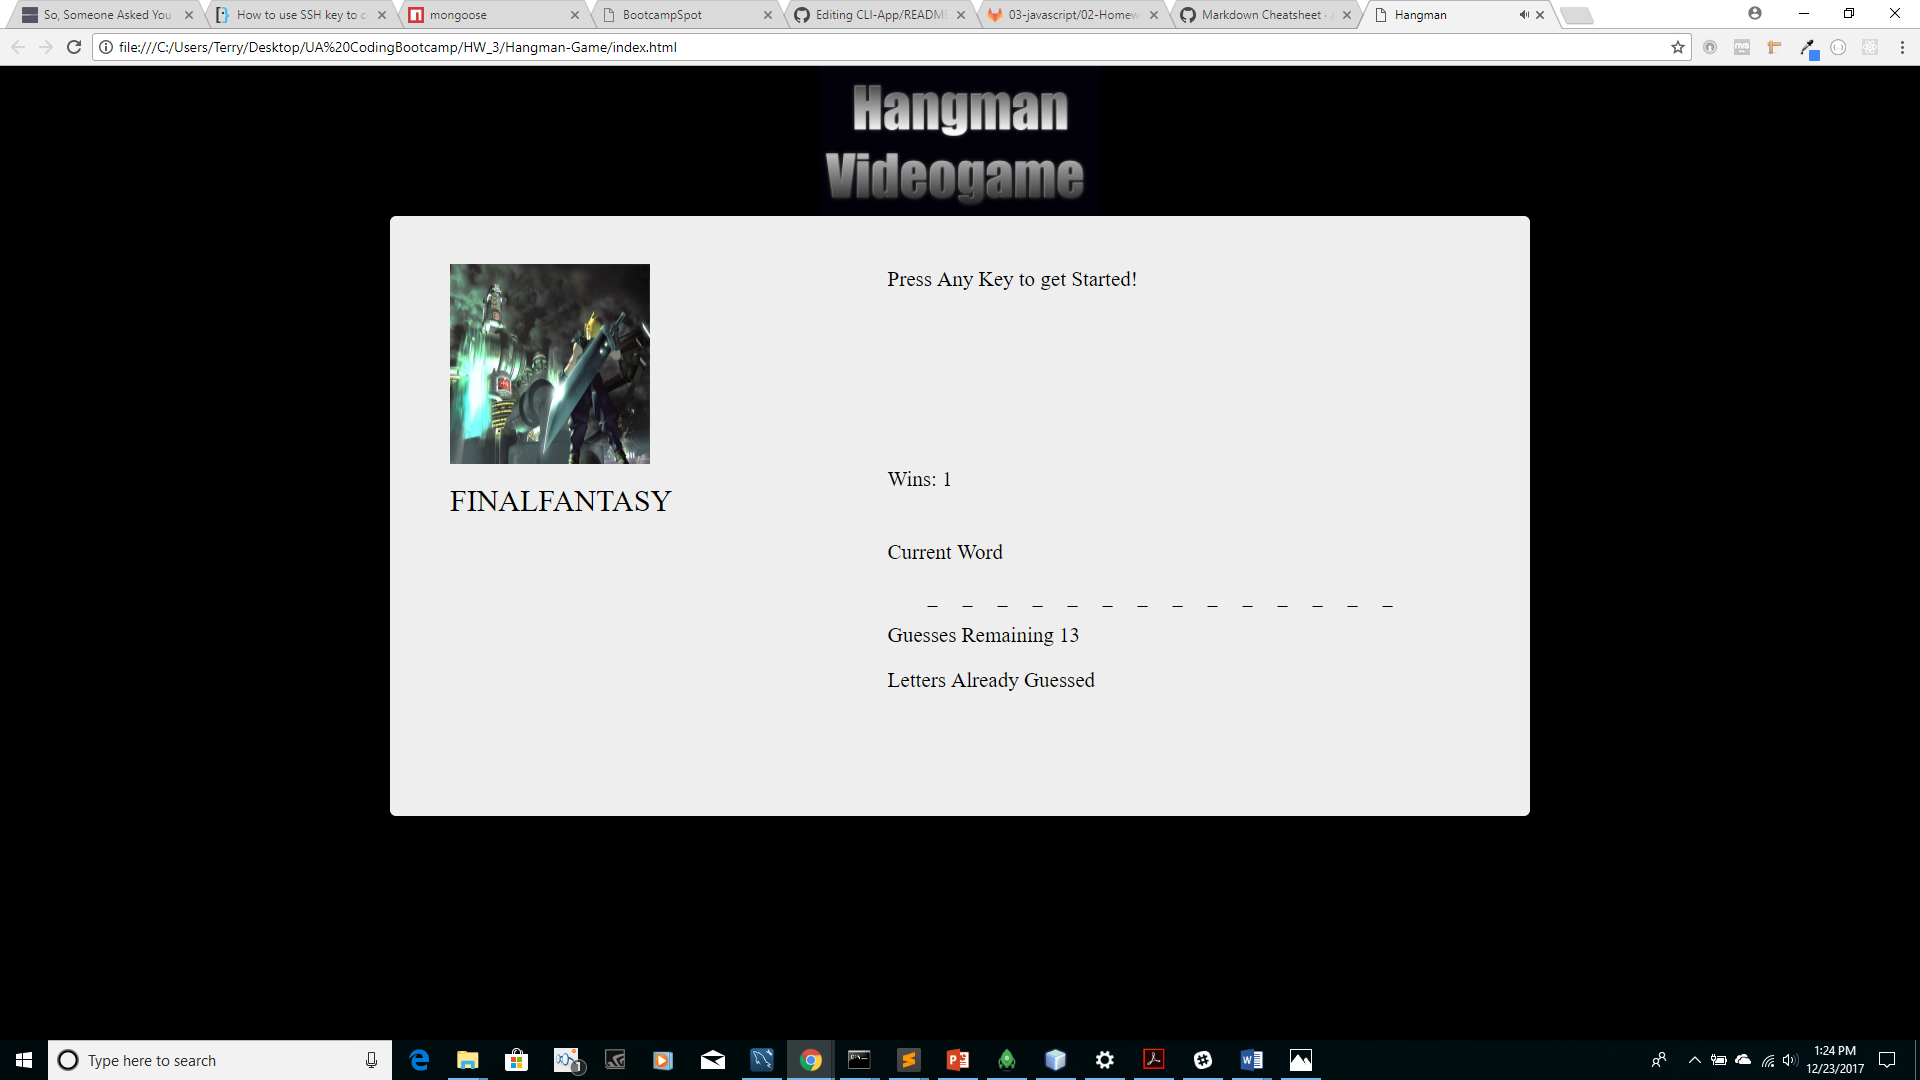 So, Someone Asked You
How to use SSH key to c
mongoose
BootcampSpot
Editing CLI-App/READM
03-javascript/02-Homew
Markdown Cheatsheet ·
Hangman
file:///C:/Users/Terry/Desktop/UA%20CodingBootcamp/HW_3/Hangman-Game/index.html
Hangman
Videogame
Press Any Key to get Started!
Wins: 1
FINALFANTASY
Current Word
_ _ _ _ _ _ _ _ _ _ _ _ _ _
Guesses Remaining 13
Letters Already Guessed
Type here to search
1
1:24 PM
12/23/2017